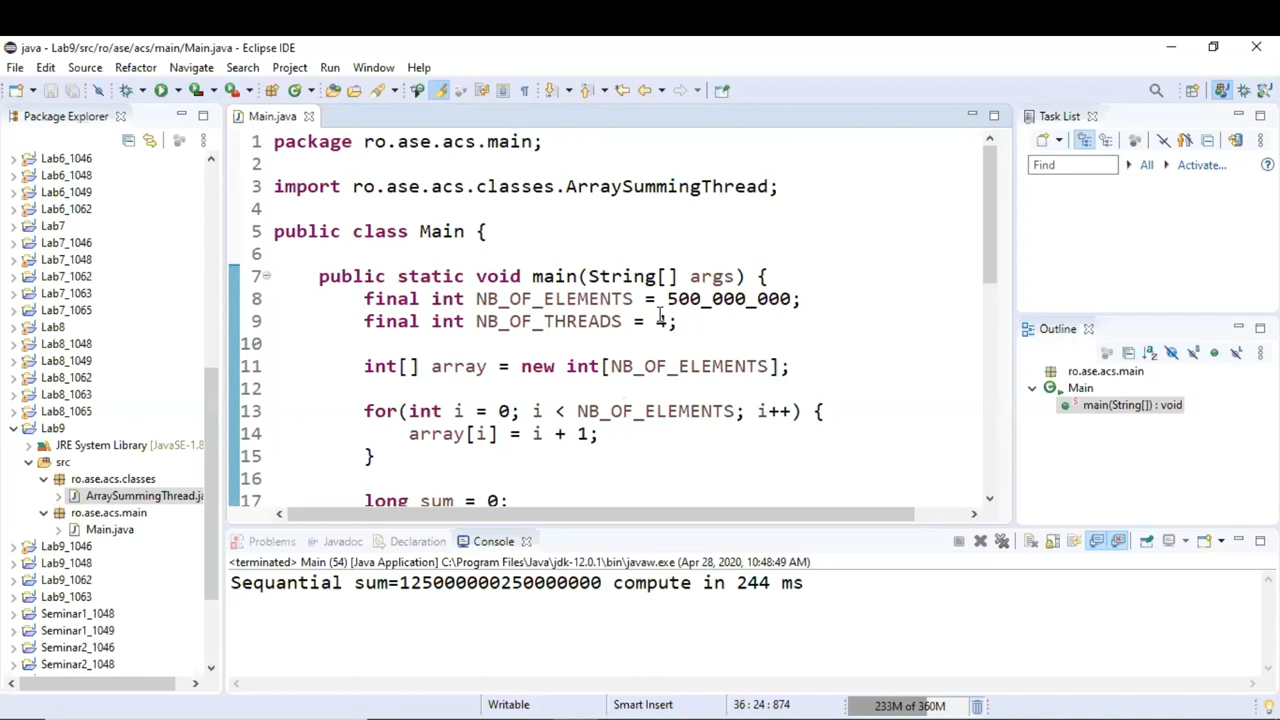 java - Lab9/src/ro/ase/acs/main/Main.java - Eclipse IDE
File Edit Source Refactor Navigate Search Project Run Window Help
Package Explorer
Lab6_1046
Lab6_1048
Lab6_1049
Lab6_1062
Lab7
Lab7_1046
Lab7_1048
Lab7_1062
Lab7_1063
Lab7_1065
Lab8
Lab8_1048
Lab8_1049
Lab8_1062
Lab8_1065
Lab9
JRE System Library [JavaSE-1.8
src
ro.ase.acs.classes
ArraySummingThread.ja
ro.ase.acs.main
Main.java
Lab9_1046
Lab9_1048
Lab9_1062
Lab9_1063
Seminar1_1048
Seminar1_1049
Seminar2_1046
Seminar2_1048
Main.java
1 package ro.ase.acs.main;
2
3 import ro.ase.acs.classes.ArraySummingThread;
4
5 public class Main {
6
7 public static void main(String[] args) {
8 final int NB_OF_ELEMENTS = 500_000_000;
9 final int NB_OF_THREADS = 4;
10
11 int[] array = new int[NB_OF_ELEMENTS];
12
13 for(int i = 0; i < NB_OF_ELEMENTS; i++) {
14 array[i] = i + 1;
15 }
16
17 long sum = 0;
Task List
Find All Activate...
Outline
ro.ase.acs.main
Main
main(String[]) : void
Problems Javadoc Declaration Console
<terminated> Main (54) [Java Application] C:\Program Files\Java\jdk-12.0.1\bin\javaw.exe (Apr 28, 2020, 10:48:49 AM)
Sequantial sum=125000000250000000 compute in 244 ms
Writable Smart Insert 36 : 24 : 874 233M of 360M